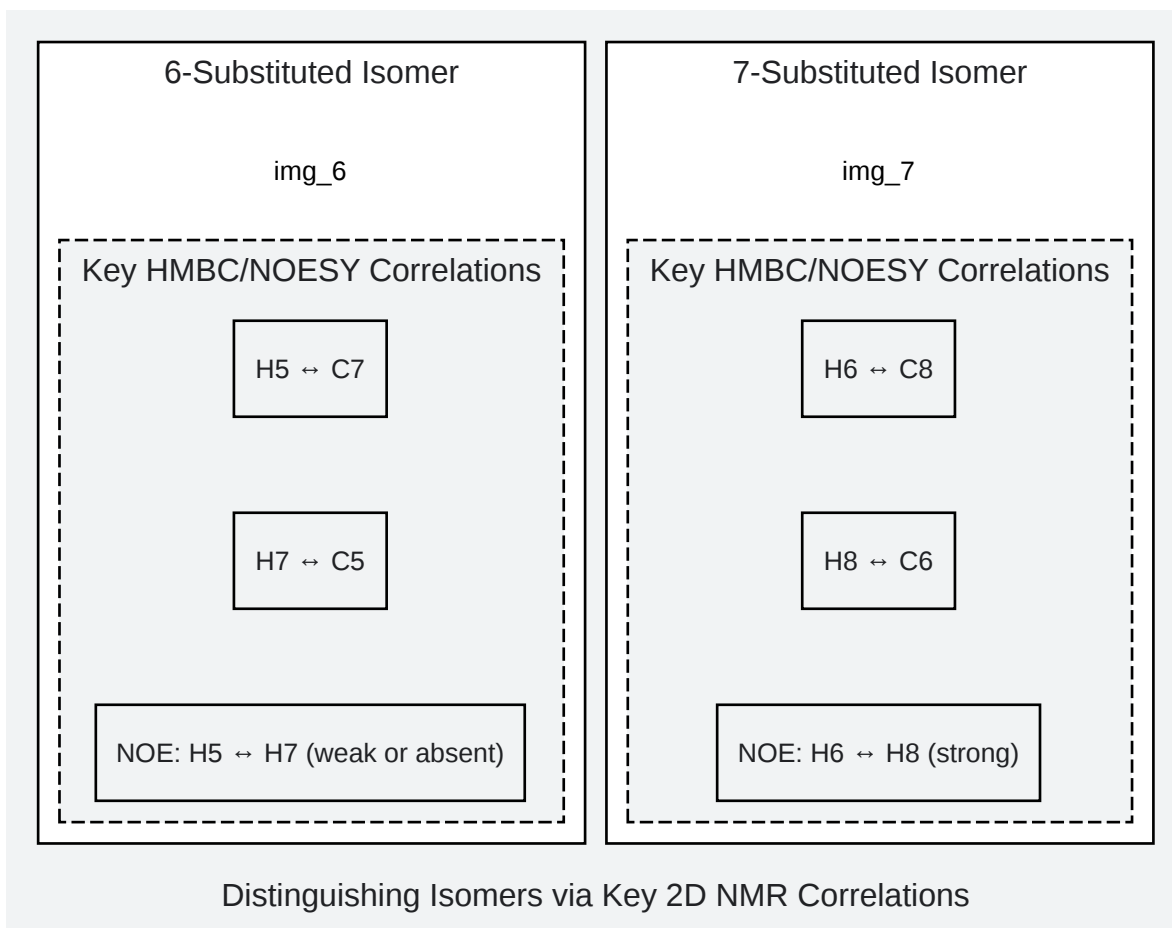 6-Substituted Isomer
img_6
Key HMBC/NOESY Correlations
H5 ↔ C7
H7 ↔ C5
NOE: H5 ↔ H7 (weak or absent)
7-Substituted Isomer
img_7
Key HMBC/NOESY Correlations
H6 ↔ C8
H8 ↔ C6
NOE: H6 ↔ H8 (strong)
Distinguishing Isomers via Key 2D NMR Correlations